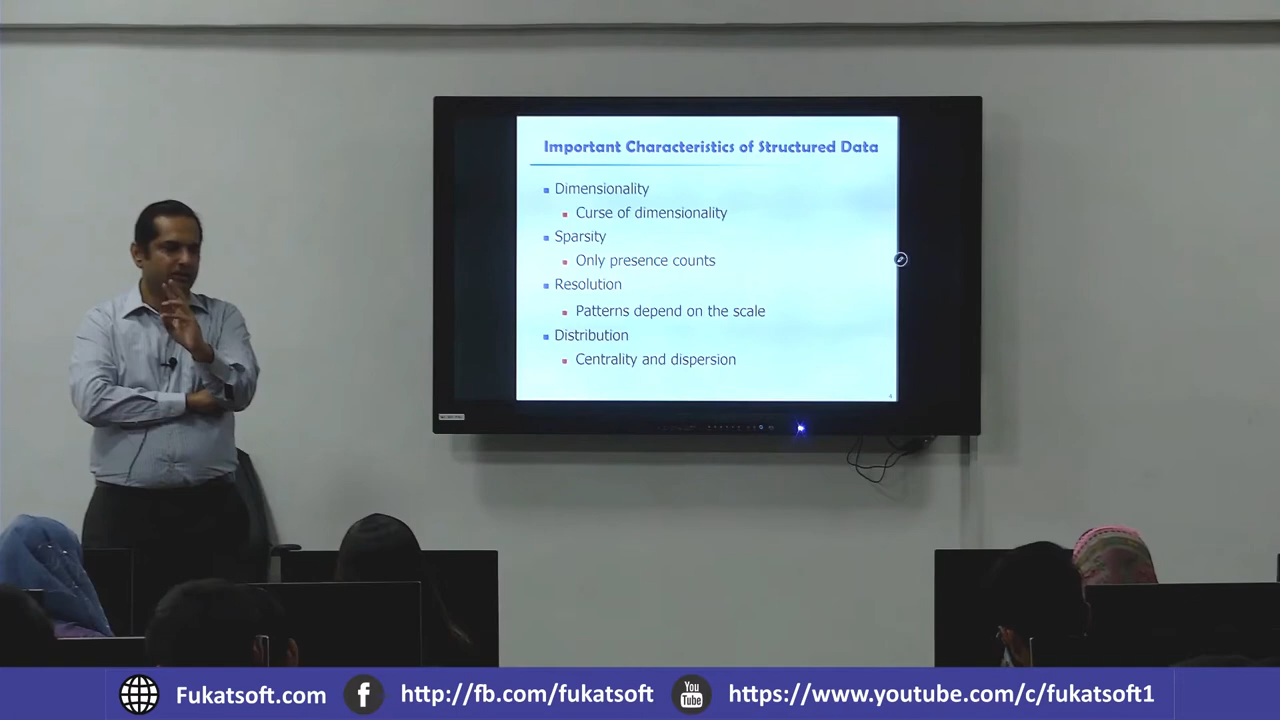 Important Characteristics of Structured Data
Dimensionality
Curse of dimensionality
Sparsity
Only presence counts
Resolution
Patterns depend on the scale
Distribution
Centrality and dispersion
4
Fukatsoft.com
http://fb.com/fukatsoft
You Tube
https://www.youtube.com/c/fukatsoft1